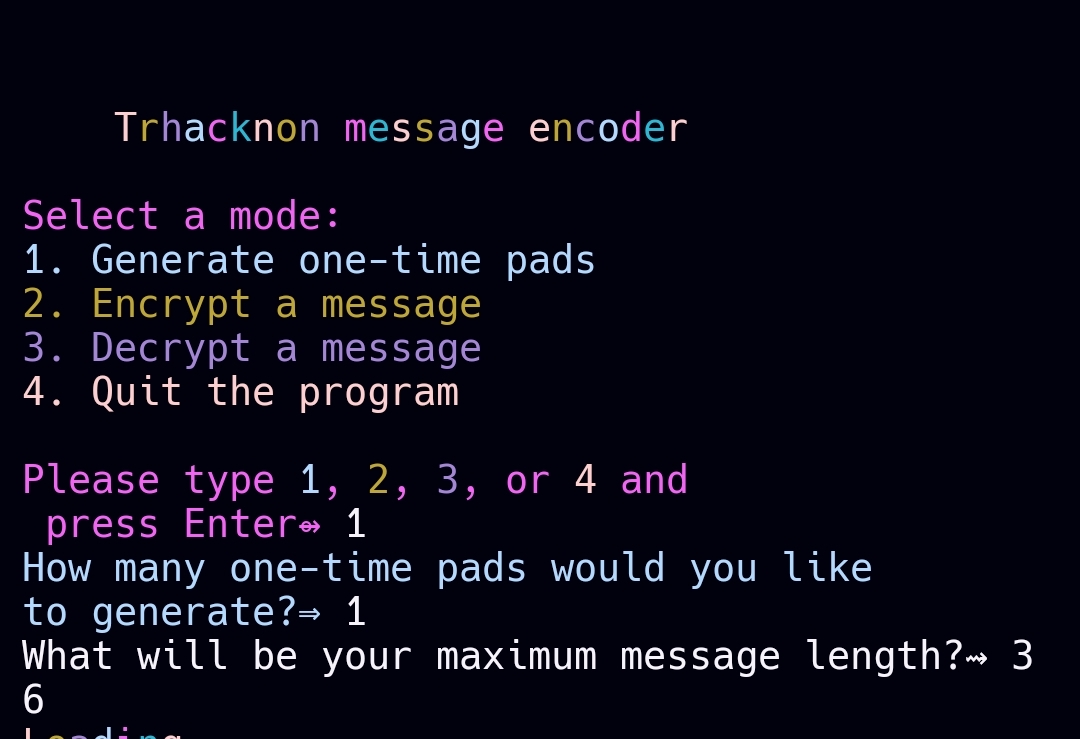 Trhacknon message encoder
Select a mode:
1. Generate one-time pads
2. Encrypt a message
3. Decrypt a message
4. Quit the program
Please type 1, 2, 3, or 4 and
press Enter⇴ 1
How many one-time pads would you like
to generate?⇒ 1
What will be your maximum message length?⇝ 3
6
Loading